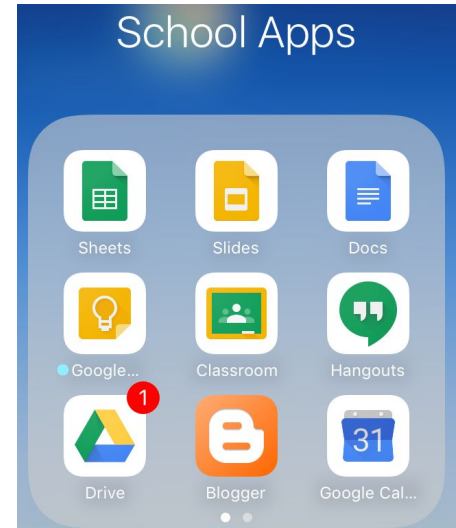 School Apps
Sheets
Slides
Docs
Google...
Classroom
Hangouts
1
31
Drive
Blogger
Google Cal...